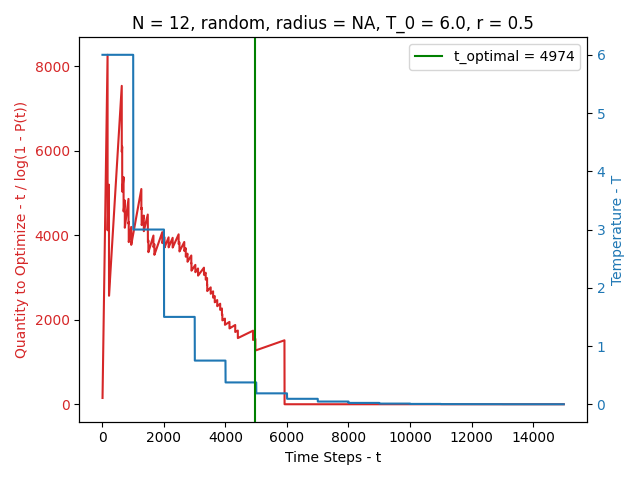 N = 12, random, radius = NA, T_0 = 6.0, r = 0.5
t_optimal = 4974
Quantity to Optimize - t / log(1 - P(t))
8000
6000
4000
2000
0
6
5
4
3
2
1
0
Temperature - T
0 2000 4000 6000 8000 10000 12000 14000
Time Steps - t